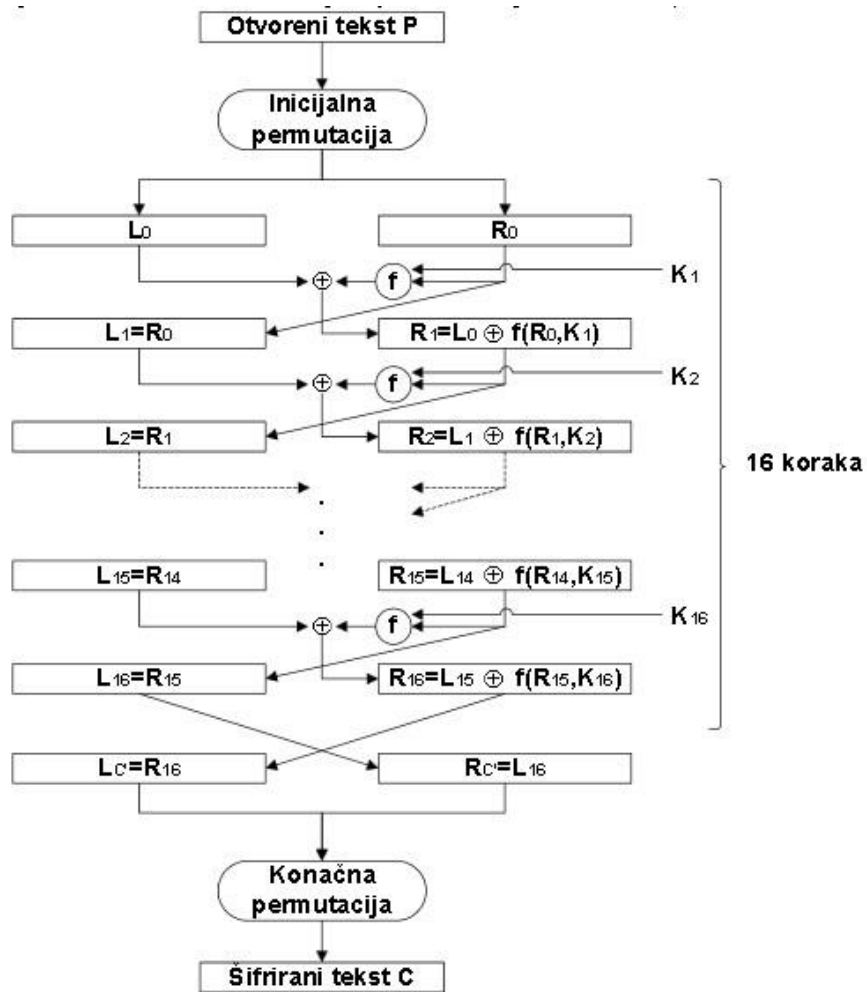 Otvoreni tekst P
Inicijalna
permutacija
L0 R0
f K1
L1=R0 R1=L0 ⊕ f(R0,K1)
f K2
L2=R1 R2=L1 ⊕ f(R1,K2)
16 koraka
L15=R14 R15=L14 ⊕ f(R14,K15)
f K16
L16=R15 R16=L15 ⊕ f(R15,K16)
LC'=R16 RC'=L16
Konačna
permutacija
Šifrirani tekst C